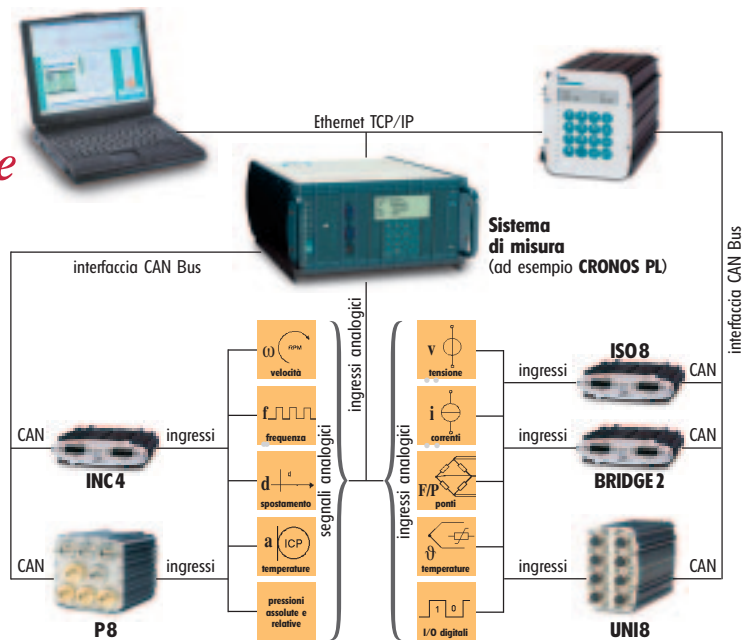 Ethernet TCP/IP
e
Sistema
di misura
(ad esempio CRONOS PL)
interfaccia CAN Bus
interfaccia CAN Bus
ingressi analogici
ω RPM
velocità
f
frequenza
d d
spostamento
a ICP
temperature
pressioni
assolute e
relative
segnali analogici
ingressi analogici
v
tensione
i
correnti
F/P
ponti
ϑ
temperature
1 0
I/O digitali
CAN
INC4
ingressi
CAN
P8
ingressi
ISO8
ingressi
CAN
ingressi
CAN
BRIDGE2
ingressi
CAN
UNI8